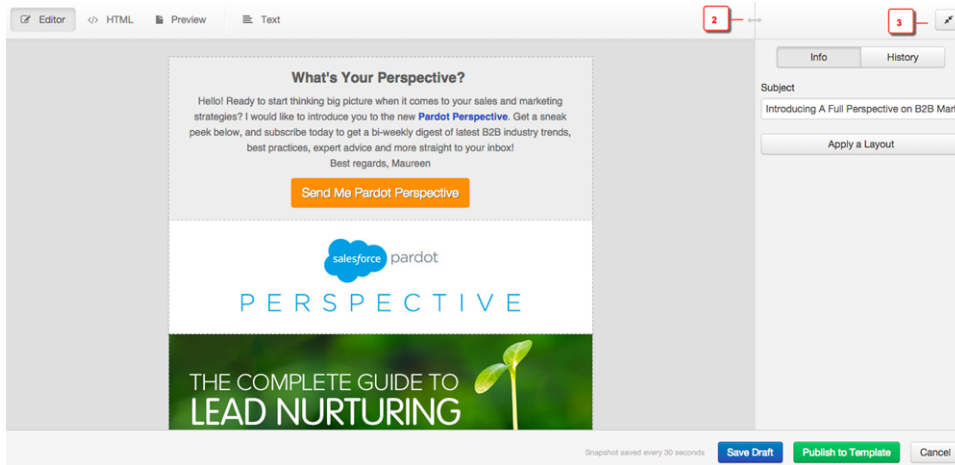 Editor
HTML
Preview
Text
2
3
Info
History
What's Your Perspective?
Hello! Ready to start thinking big picture when it comes to your sales and marketing
strategies? I would like to introduce you to the new Pardot Perspective. Get a sneak
peek below, and subscribe today to get a bi-weekly digest of latest B2B industry trends,
best practices, expert advice and more straight to your inbox!
Best regards, Maureen
Send Me Pardot Perspective
Subject
Introducing A Full Perspective on B2B Mark
Apply a Layout
salesforce pardot
PERSPECTIVE
THE COMPLETE GUIDE TO
LEAD NURTURING
Snapshot saved every 30 seconds
Save Draft
Publish to Template
Cancel